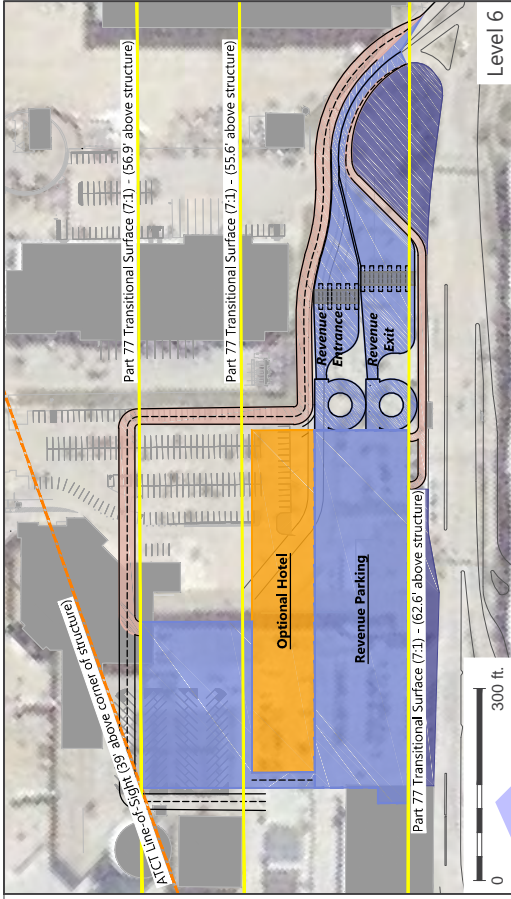 Level 6
Part 77 Transitional Surface (7:1) - (56.9' above structure)
Part 77 Transitional Surface (7:1) - (55.6' above structure)
Revenue
Entrance
Revenue
Exit
ATCT Line-of-Sight (39' above corner of structure)
Optional Hotel
Revenue Parking
Part 77 Transitional Surface (7:1) - (62.6' above structure)
0
300 ft.